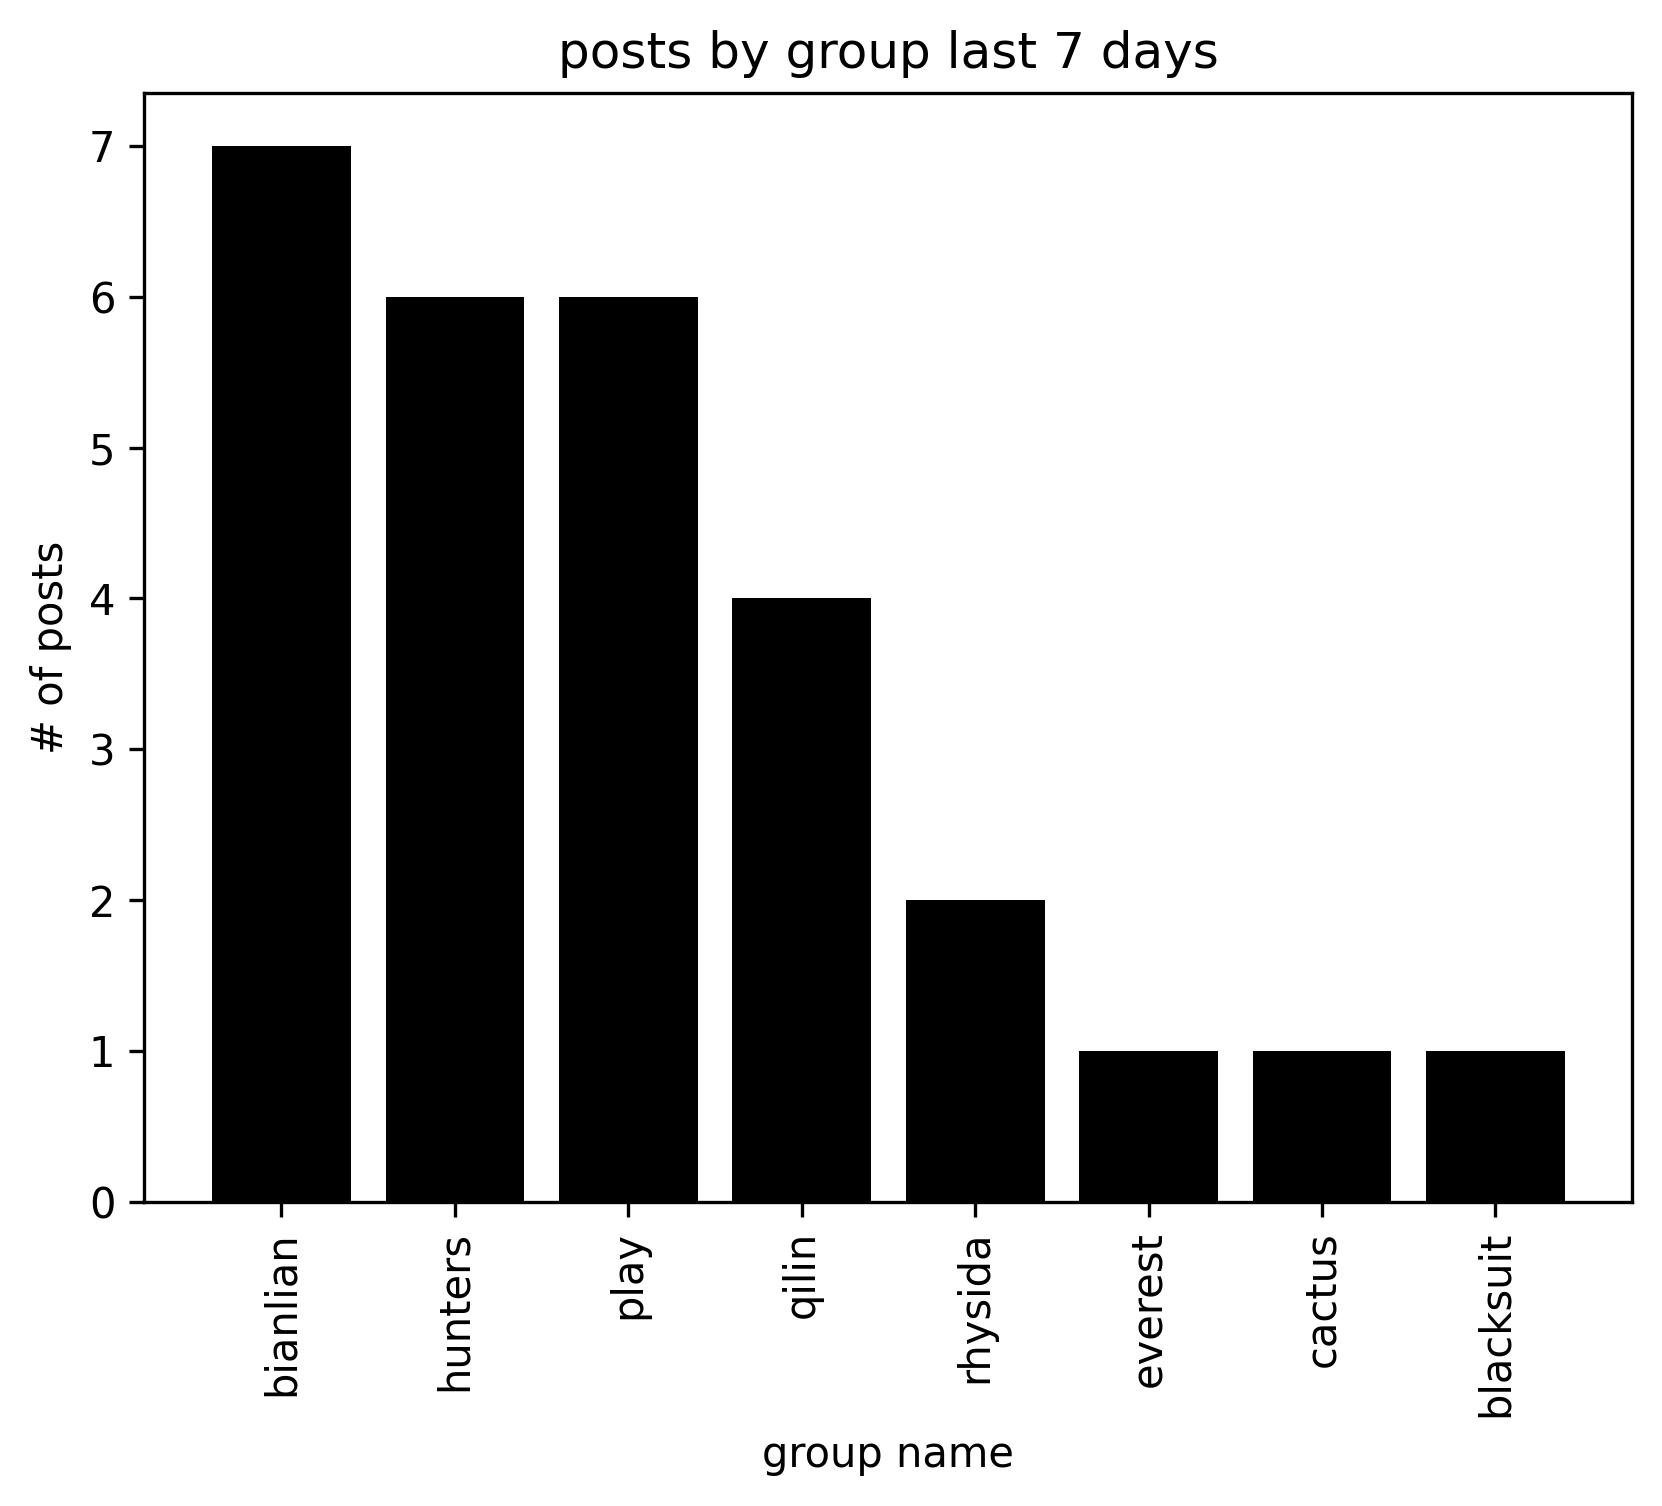 posts by group last 7 days
7
6
5
4
3
2
1
0
# of posts
bianlian
hunters
play
qilin
rhysida
everest
cactus
blacksuit
group name